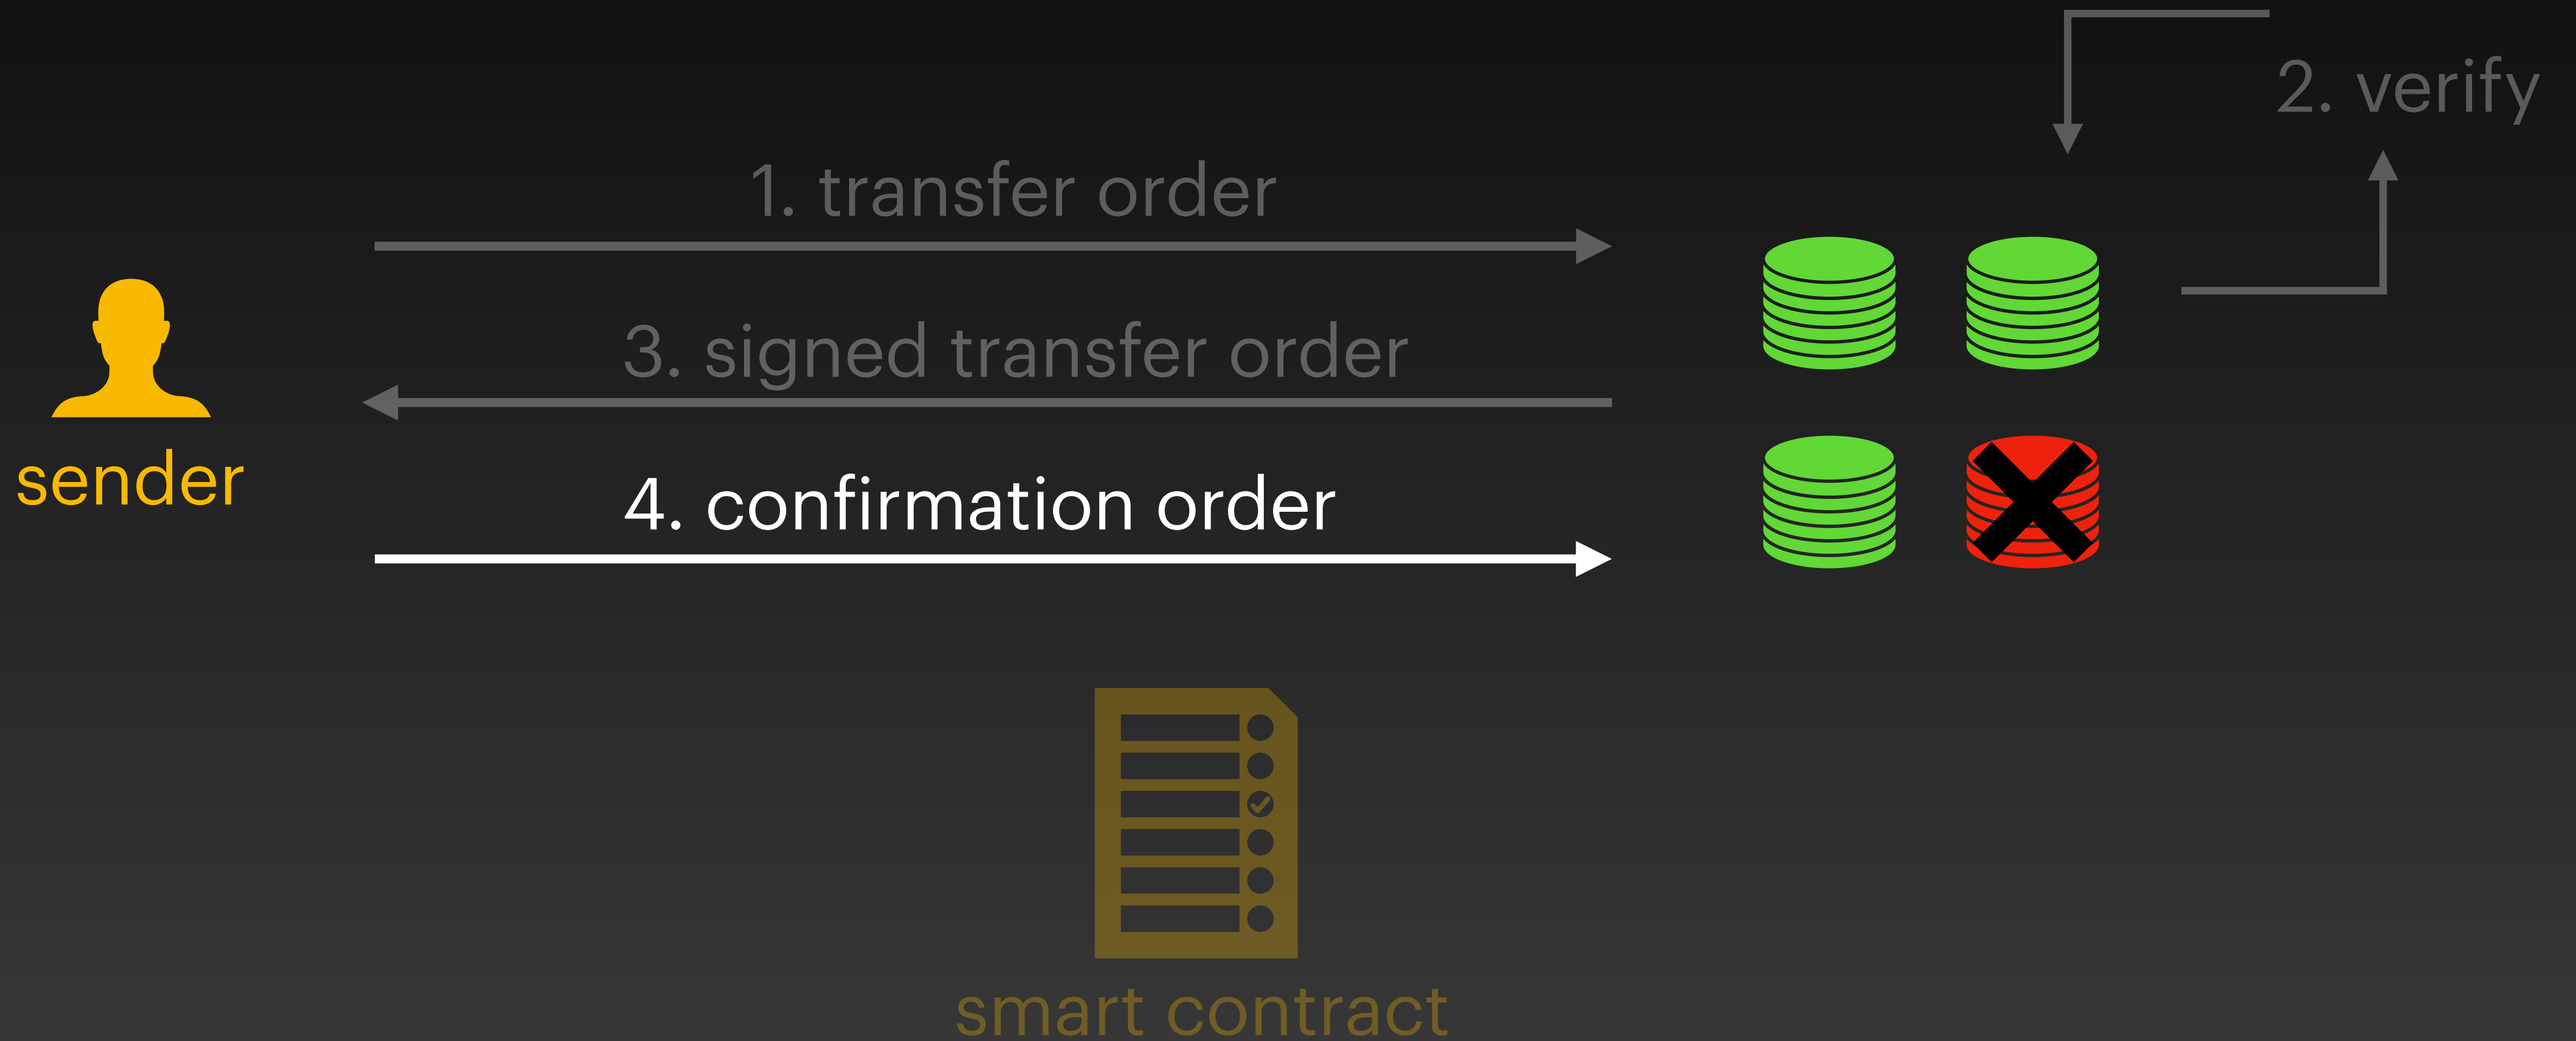 2. verify
1. transfer order
3. signed transfer order
sender
4. confirmation order
smart contract